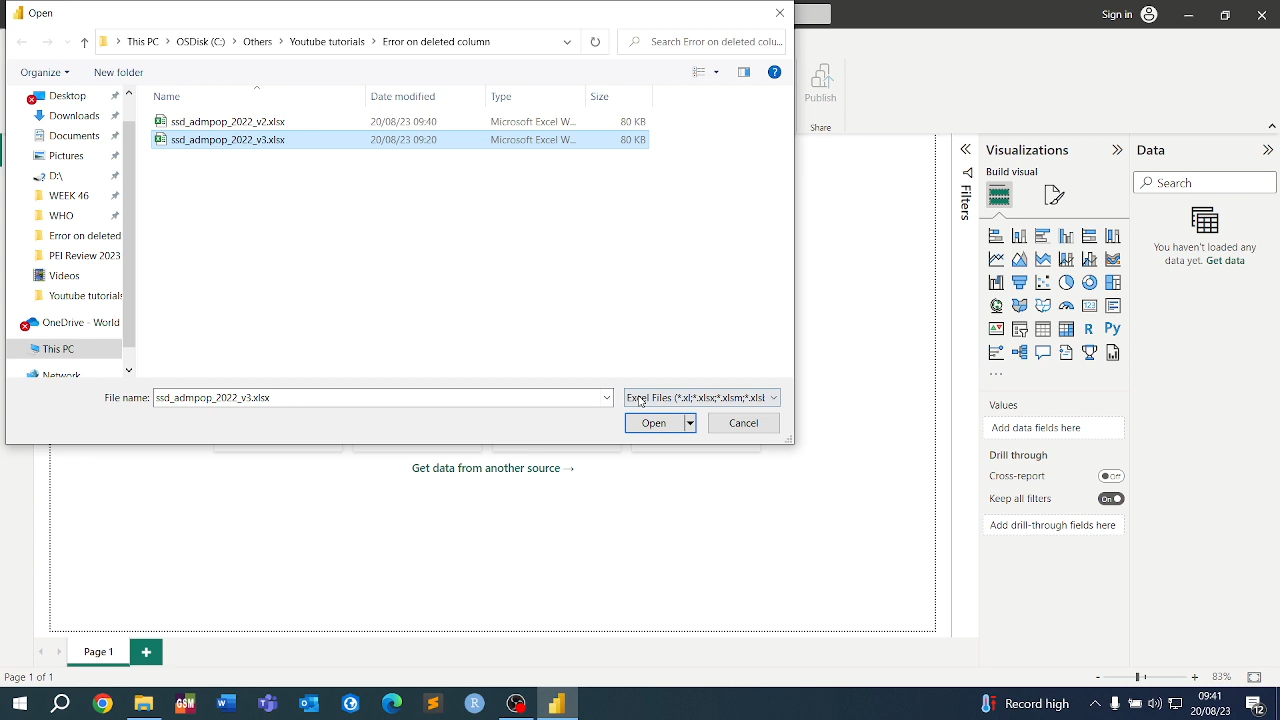 Open
Sign in
This PC > OSDisk (C:) > Others > Youtube tutorials > Error on deleted column
Search Error on deleted colu...
Organize
New folder
Publish
Share
Desktop
Downloads
Documents
Pictures
D:\
WEEK 46
WHO
Error on deleted
PEI Review 2023
Videos
Youtube tutorials
OneDrive - World
This PC
Network
Name Date modified Type Size
ssd_admpop_2022_v2.xlsx 20/08/23 09:40 Microsoft Excel W... 80 KB
ssd_admpop_2022_v3.xlsx 20/08/23 09:20 Microsoft Excel W... 80 KB
File name: ssd_admpop_2022_v3.xlsx
Excel Files (*.xl;*.xlsx;*.xlsm;*.xlsb
Open
Cancel
Get data from another source →
Filters
Visualizations
Build visual
123
R
Py
...
Values
Add data fields here
Drill through
Cross-report Off
Keep all filters On
Add drill-through fields here
Data
Search
You haven't loaded any
data yet. Get data
Page 1
Page 1 of 1
- + 83%
GSM
Record high
09:41
20/08/23
2